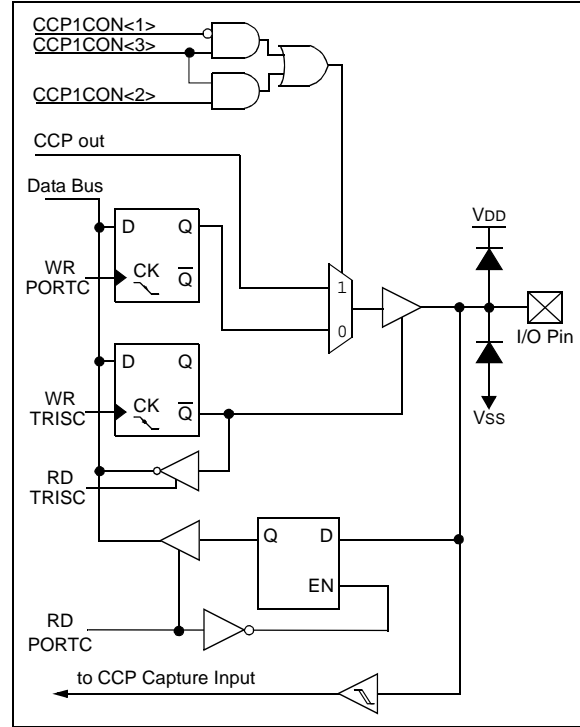 CCP1CON<1>
CCP1CON<3>
CCP1CON<2>
CCP out
Data Bus
D Q
CK Q
WR
PORTC
1
0
VDD
I/O Pin
VSS
D Q
CK Q
WR
TRISC
RD
TRISC
Q D
EN
RD
PORTC
to CCP Capture Input